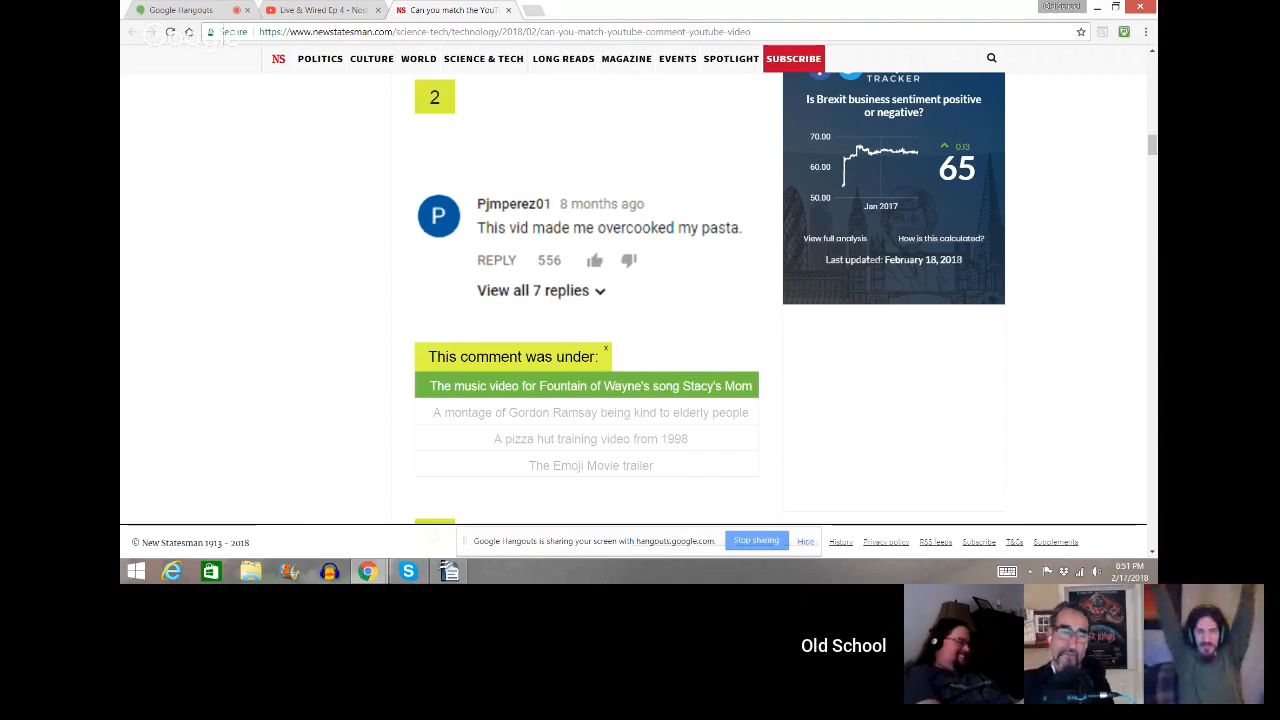 Google Hangouts
Live & Wired Ep 4 - Nos
Can you match the YouT
Old School
Google
Secure
https://www.newstatesman.com/science-tech/technology/2018/02/can-you-match-youtube-comment-youtube-video
NS POLITICS CULTURE WORLD SCIENCE & TECH LONG READS MAGAZINE EVENTS SPOTLIGHT SUBSCRIBE
2
TRACKER
Is Brexit business sentiment positive
or negative?
70.00
60.00
50.00
Jan 2017
0.13
65
View full analysis How is this calculated?
Last updated: February 18, 2018
P
Pjmperez01 8 months ago
This vid made me overcooked my pasta.
REPLY 556
View all 7 replies
This comment was under: x
The music video for Fountain of Wayne's song Stacy's Mom
A montage of Gordon Ramsay being kind to elderly people
A pizza hut training video from 1998
The Emoji Movie trailer
© New Statesman 1913 - 2018
Google Hangouts is sharing your screen with hangouts.google.com.
Stop sharing
Hide
History Privacy policy RSS feeds Subscribe T&Cs Supplements
8:51 PM
2/17/2018
Old School